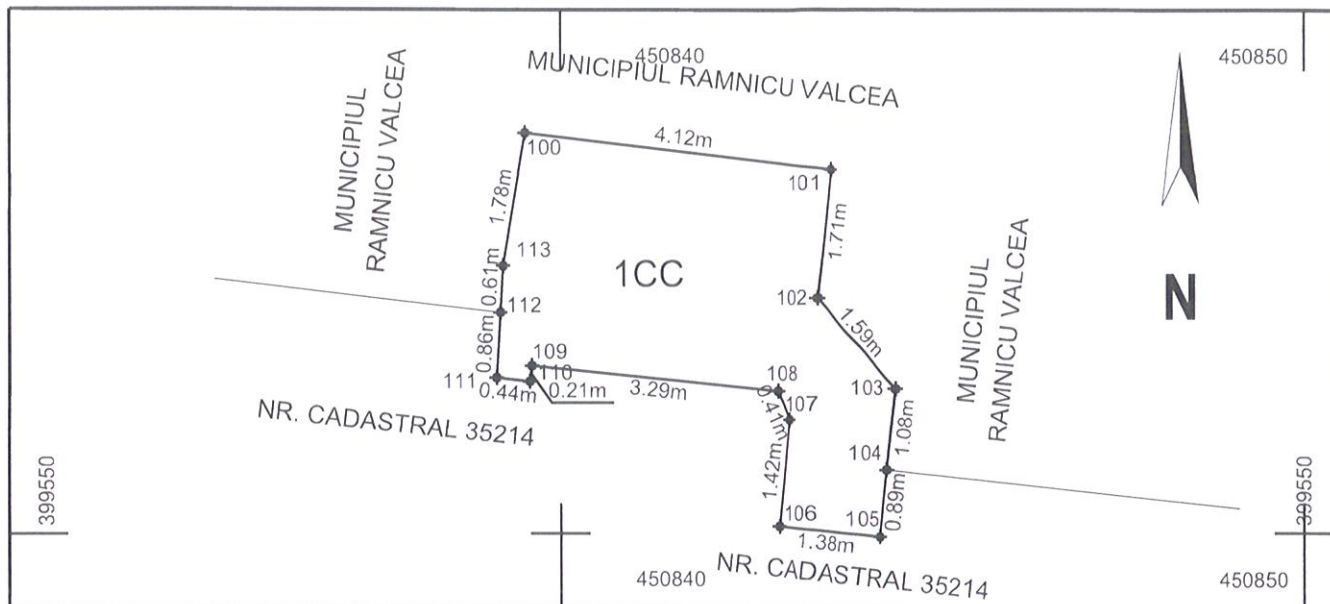 450840
450850
MUNICIPIUL RAMNICU VALCEA
MUNICIPIUL
RAMNICU VALCEA
100
4.12m
101
1.78m
1.71m
113
1CC
0.61m
112
102
1.59m
MUNICIPIUL
RAMNICU VALCEA
N
0.86m
109
110
111
0.44m
0.21m
3.29m
108
0.41m
107
103
1.08m
NR. CADASTRAL 35214
1.42m
104
0.89m
399550
399550
106
105
1.38m
NR. CADASTRAL 35214
450840
450850